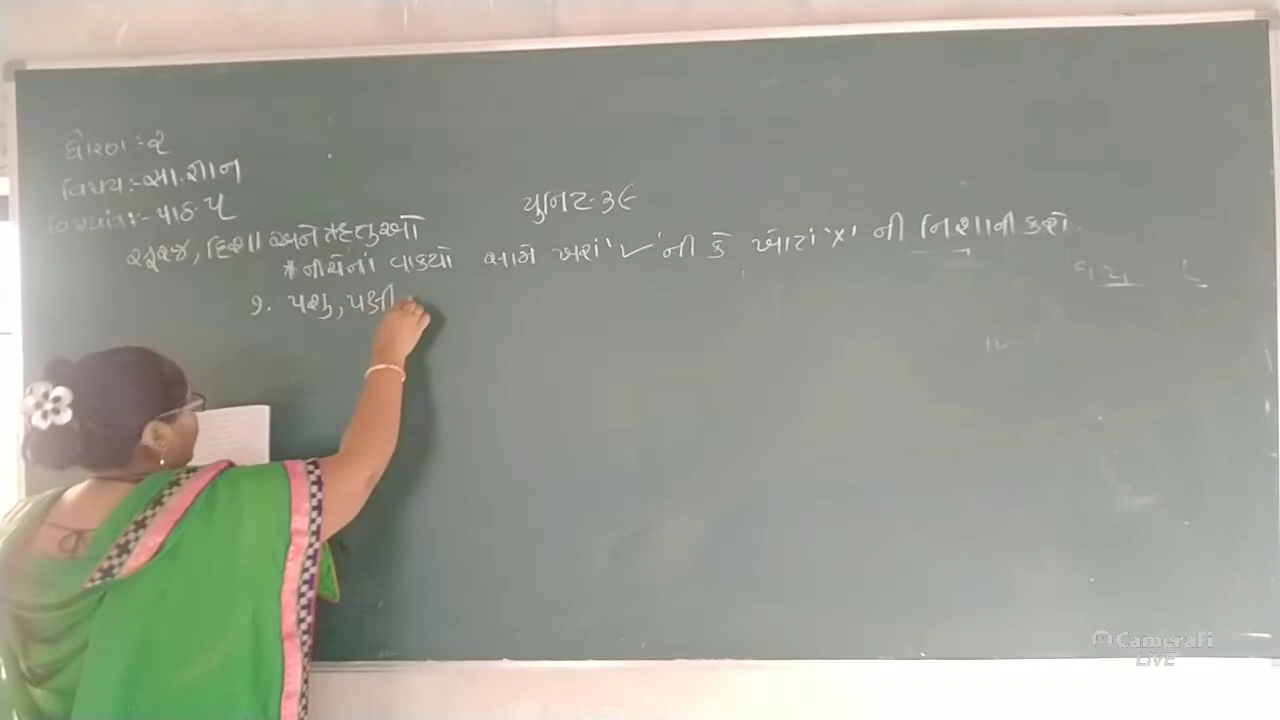 ધોરણ :- ૨
વિષય :- સા.જ્ઞાન
વિષયાંગ :- પાઠ- ૫
સૂરજ, દિશા અને ઋતુઓ
યુનિટ- ૩૯
* નીચેનાં વાક્યો સામે ખરાં '✓' ની કે ખોટાં 'x' ની નિશાની કરો.
૧. પશુ, પક્ષી
CameraFi
LIVE